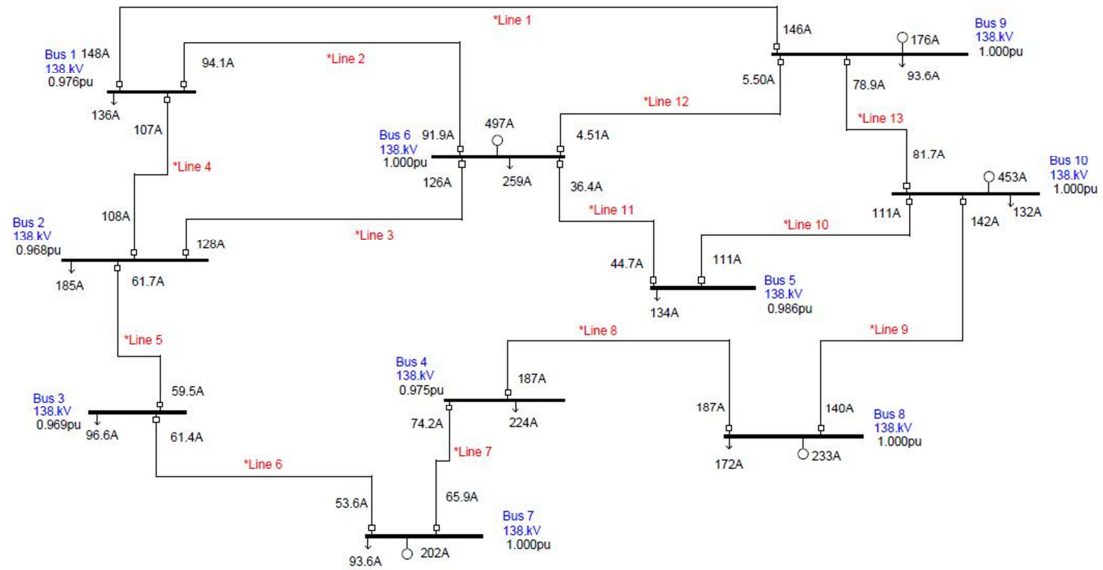 *Line 1
Bus 1
138.kV
0.976pu
148A
94.1A
*Line 2
146A
Bus 9
138.kV
1.000pu
176A
93.6A
136A
107A
5.50A
78.9A
*Line 12
*Line 13
Bus 6
138.kV
1.000pu
91.9A
497A
4.51A
*Line 4
126A
259A
36.4A
81.7A
Bus 10
138.kV
1.000pu
453A
111A
142A
132A
*Line 11
*Line 10
*Line 3
Bus 2
138.kV
0.968pu
108A
128A
185A
61.7A
44.7A
111A
Bus 5
138.kV
0.986pu
134A
*Line 5
*Line 8
*Line 9
Bus 4
138.kV
0.975pu
187A
59.5A
Bus 3
138.kV
0.969pu
96.6A
61.4A
74.2A
224A
187A
140A
Bus 8
138.kV
1.000pu
172A
233A
*Line 7
*Line 6
53.6A
65.9A
Bus 7
138.kV
1.000pu
93.6A
202A